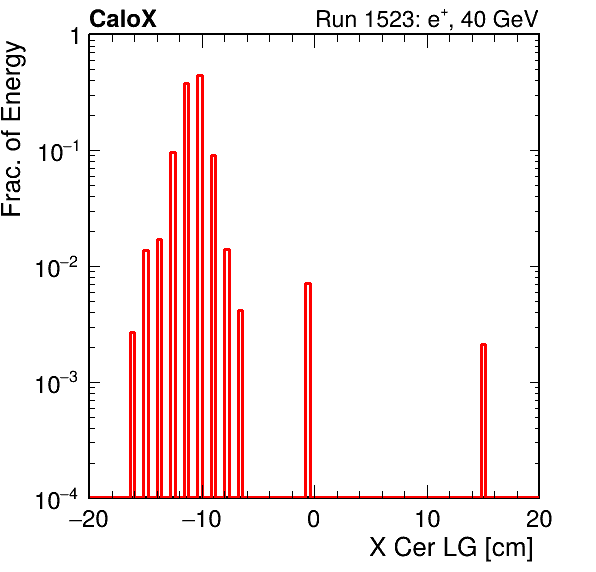 CaloX
Run 1523: e⁺, 40 GeV
Frac. of Energy
1
10⁻¹
10⁻²
10⁻³
10⁻⁴
−20
−10
0
10
20
X Cer LG [cm]